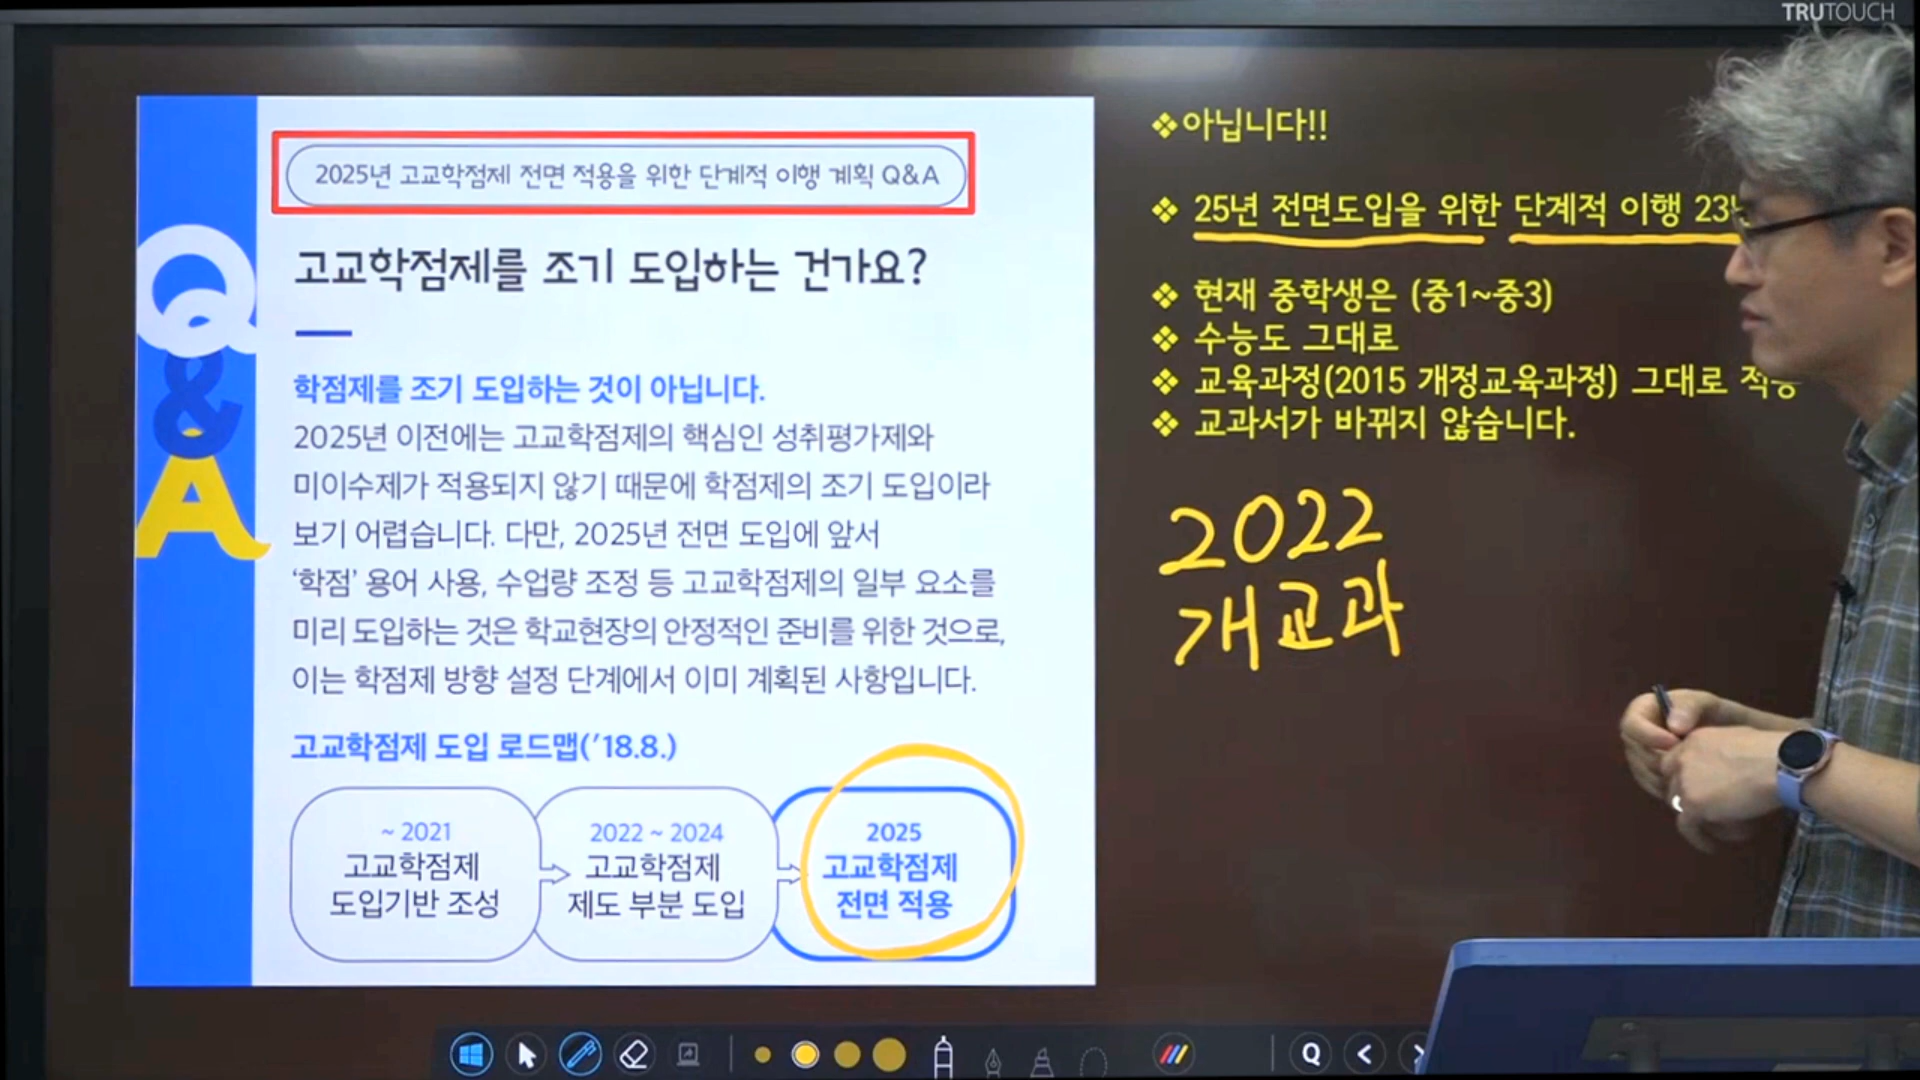 TRUTOUCH
2025년 고교학점제 전면 적용을 위한 단계적 이행 계획 Q&A
Q
&
A
고교학점제를 조기 도입하는 건가요?
학점제를 조기 도입하는 것이 아닙니다.
2025년 이전에는 고교학점제의 핵심인 성취평가제와
미이수제가 적용되지 않기 때문에 학점제의 조기 도입이라
보기 어렵습니다. 다만, 2025년 전면 도입에 앞서
‘학점’ 용어 사용, 수업량 조정 등 고교학점제의 일부 요소를
미리 도입하는 것은 학교현장의 안정적인 준비를 위한 것으로,
이는 학점제 방향 설정 단계에서 이미 계획된 사항입니다.
고교학점제 도입 로드맵(’18.8.)
~ 2021
고교학점제
도입기반 조성
2022 ~ 2024
고교학점제
제도 부분 도입
2025
고교학점제
전면 적용
❖아닙니다!!
❖ 25년 전면도입을 위한 단계적 이행 23
❖ 현재 중학생은 (중1~중3)
❖ 수능도 그대로
❖ 교육과정(2015 개정교육과정) 그대로 적용
❖ 교과서가 바뀌지 않습니다.
2022
개교과
Q